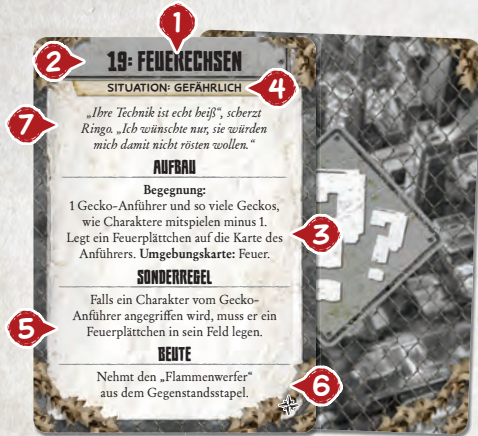 1
2
19: FEUERECHSEN
SITUATION: GEFÄHRLICH
4
7
„Ihre Technik ist echt heiß“, scherzt
Ringo. „Ich wünschte nur, sie würden
mich damit nicht rösten wollen.“
AUFBAU
Begegnung:
1 Gecko-Anführer und so viele Geckos,
wie Charaktere mitspielen minus 1.
Legt ein Feuerplättchen auf die Karte des
Anführers. Umgebungskarte: Feuer.
3
SONDERREGEL
Falls ein Charakter vom Gecko-
Anführer angegriffen wird, muss er ein
Feuerplättchen in sein Feld legen.
5
BEUTE
Nehmt den „Flammenwerfer“
aus dem Gegenstandsstapel.
6
? ?